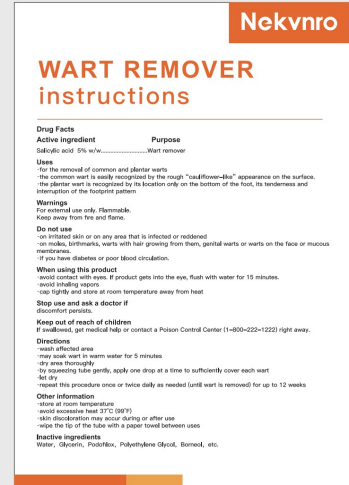 Nekvnro
WART REMOVER
instructions
Drug Facts
Active ingredient Purpose
Salicylic acid 5% w/w............................Wart remover
Uses
-for the removal of common and plantar warts
-the common wart is easily recognized by the rough "cauliflower-like" appearance on the surface.
-the plantar wart is recognized by its location only on the bottom of the foot, its tenderness and
interruption of the footprint pattern
Warnings
For external use only. Flammable.
Keep away from fire and flame.
Do not use
-on irritated skin or on any area that is infected or reddened
-on moles, birthmarks, warts with hair growing from them, genital warts or warts on the face or mucous
membranes.
-if you have diabetes or poor blood circulation.
When using this product
-avoid contact with eyes. If product gets into the eye, flush with water for 15 minutes.
-avoid inhaling vapors
-cap tightly and store at room temperature away from heat
Stop use and ask a doctor if
discomfort persists.
Keep out of reach of children
If swallowed, get medical help or contact a Poison Control Center (1-800-222-1222) right away.
Directions
-wash affected area
-may soak wart in warm water for 5 minutes
-dry area thoroughly
-by squeezing tube gently, apply one drop at a time to sufficiently cover each wart
-let dry
-repeat this procedure once or twice daily as needed (until wart is removed) for up to 12 weeks
Other information
-store at room temperature
-avoid excessive heat 37°C (99°F)
-skin discoloration may occur during or after use
-wipe the tip of the tube with a paper towel between uses
Inactive ingredients
Water, Glycerin, Podofilox, Polyethylene Glycol, Borneol, etc.